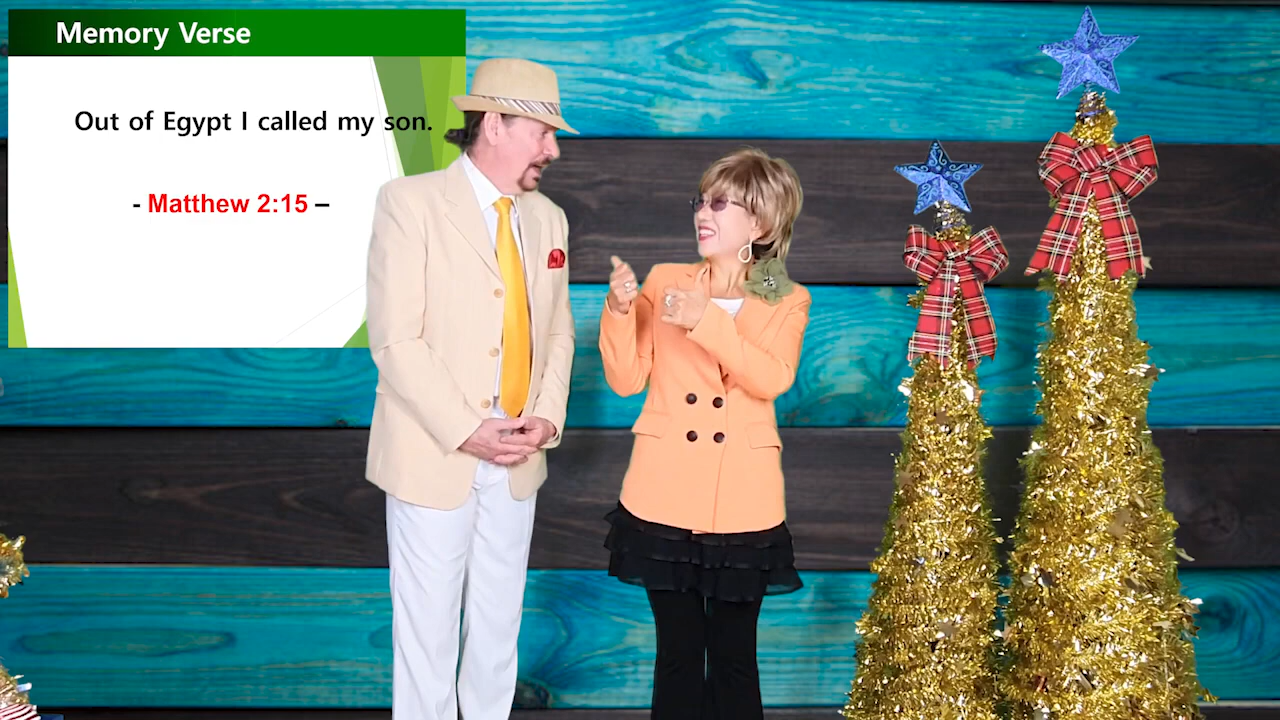 Memory Verse
Out of Egypt I called my son.
- Matthew 2:15 –